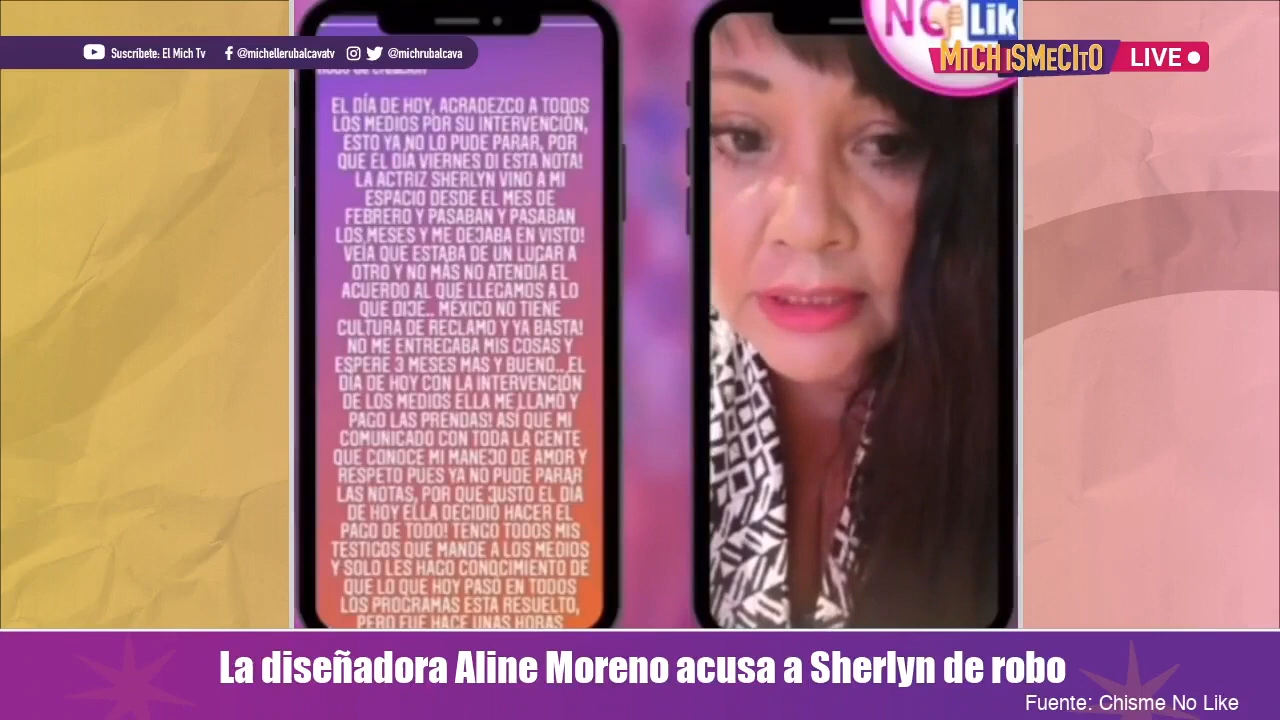 NO Lik
MICHISMECITO
LIVE
Suscríbete: El Mich Tv
@michellerubalcavatv
@michrubalcava
EL DÍA DE HOY, AGRADEZCO A TODOS
LOS MEDIOS POR SU INTERVENCIÓN,
ESTO YA NO LO PUDE PARAR, POR
QUE EL DÍA VIERNES DI ESTA NOTA!
LA ACTRIZ SHERLYN VINO A MI
ESPACIO DESDE EL MES DE
FEBRERO Y PASABAN Y PASABAN
LOS MESES Y ME DEJABA EN VISTO!
VEÍA QUE ESTABA DE UN LUGAR A
OTRO Y NO MÁS NO ATENDÍA EL
ACUERDO AL QUE LLEGAMOS A LO
QUE DIJE.. MÉXICO NO TIENE
CULTURA DE RECLAMO Y YA BASTA!
NO ME ENTREGABA MIS COSAS Y
ESPERE 3 MESES MAS Y BUENO.. EL
DÍA DE HOY CON LA INTERVENCIÓN
DE LOS MEDIOS ELLA ME LLAMÓ Y
PAGO LAS PRENDAS! ASÍ QUE MI
COMUNICADO CON TODA LA GENTE
QUE CONOCE MI MANEJO DE AMOR Y
RESPETO PUES YA NO PUDE PARAR
LAS NOTAS, POR QUE JUSTO EL DÍA
DE HOY ELLA DECIDIÓ HACER EL
PAGO DE TODO! TENGO TODOS MIS
TESTIGOS QUE MANDE A LOS MEDIOS
Y SOLO LES HAGO CONOCIMIENTO DE
QUE LO QUE HOY PASÓ EN TODOS
LOS PROGRAMAS ESTA RESUELTO,
PERO FUE HACE UNAS HORAS
La diseñadora Aline Moreno acusa a Sherlyn de robo
Fuente: Chisme No Like